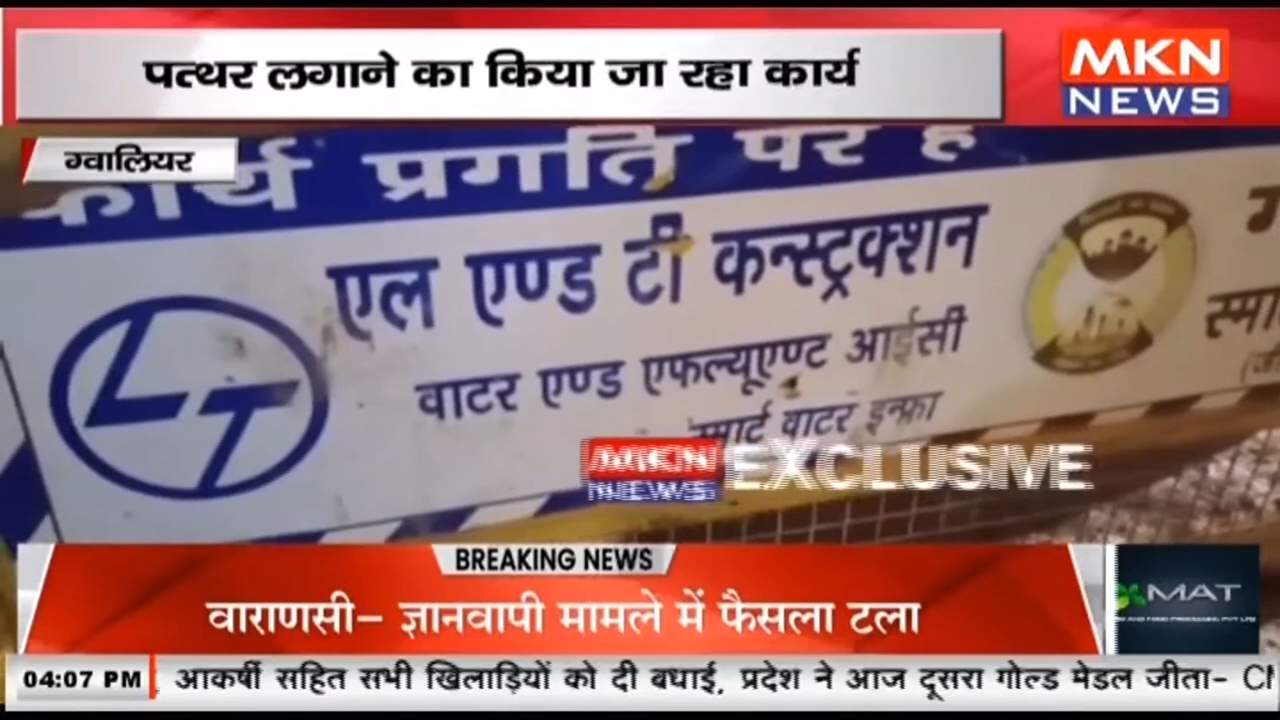 पत्थर लगाने का किया जा रहा कार्य
MKN
NEWS
ग्वालियर
कार्य प्रगति पर है
एल एण्ड टी कन्स्ट्रक्शन
LT
वाटर एण्ड एफल्यूएण्ट आईसी
स्मार्ट वाटर इन्फ्रा
MKN
NEWS
EXCLUSIVE
BREAKING NEWS
वाराणसी- ज्ञानवापी मामले में फैसला टला
MAT
04:07 PM
आकर्षी सहित सभी खिलाड़ियों को दी बधाई, प्रदेश ने आज दूसरा गोल्ड मेडल जीता-